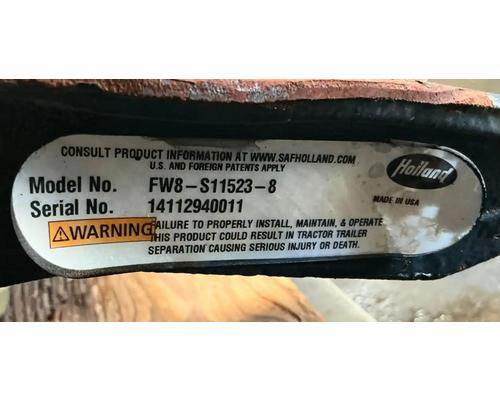 CONSULT PRODUCT INFORMATION AT WWW.SAFHOLLAND.COM
U.S. AND FOREIGN PATENTS APPLY
Holland
Model No. FW8-S11523-8
MADE IN USA
Serial No. 14112940011
WARNING
FAILURE TO PROPERLY INSTALL, MAINTAIN, & OPERATE
THIS PRODUCT COULD RESULT IN TRACTOR TRAILER
SEPARATION CAUSING SERIOUS INJURY OR DEATH.